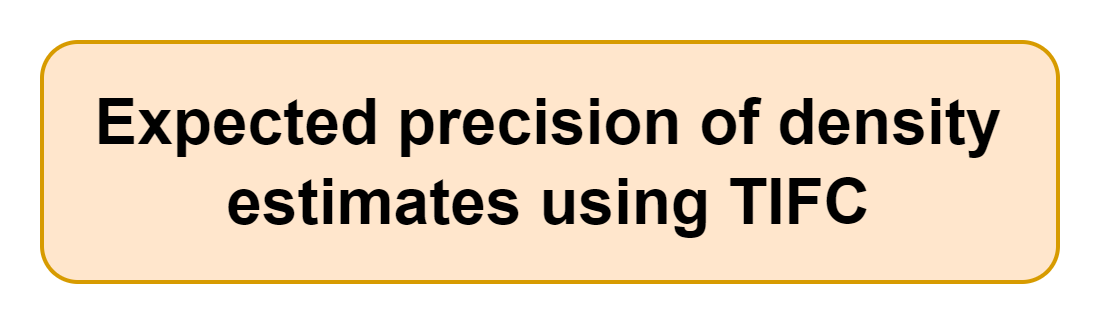 Expected precision of density
estimates using TIFC